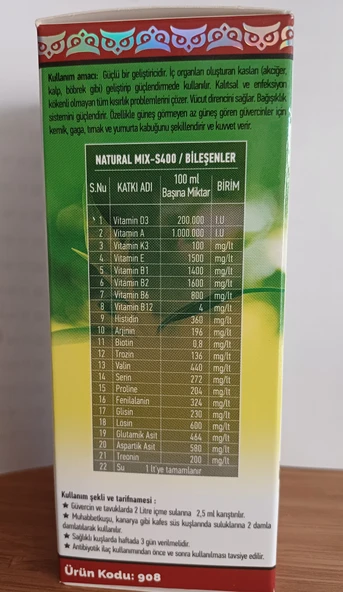 Kullanım amacı: Güçlü bir geliştiricidir. İç organları oluşturan kasları (akciğer,
kalp, böbrek gibi) geliştirip güçlendirmede kullanılır. Kalıtsal ve enfeksiyon
kökenli olmayan tüm kısırlık problemlerini çözer. Vücut direncini sağlar. Bağışıklık
sistemini güçlendirir. Özellikle güneş görmeyen az güneş gören güvercinler için
kemik, gaga, tırnak ve yumurta kabuğunu şekillendirir ve kuvvet verir.
NATURAL MIX-S400 / BİLEŞENLER
S.Nu KATKI ADI 100 ml Başına Miktar BİRİM
1 Vitamin D3 200.000 I.U
2 Vitamin A 1.000.000 I.U
3 Vitamin K3 100 mg/lt
4 Vitamin E 1500 mg/lt
5 Vitamin B1 1400 mg/lt
6 Vitamin B2 1600 mg/lt
7 Vitamin B6 800 mg/lt
8 Vitamin B12 4 mg/lt
9 Histidin 360 mg/lt
10 Arjinin 196 mg/lt
11 Biotin 0,8 mg/lt
12 Trozin 136 mg/lt
13 Valin 440 mg/lt
14 Serin 272 mg/lt
15 Proline 204 mg/lt
16 Fenilalanin 324 mg/lt
17 Glisin 230 mg/lt
18 Lösin 600 mg/lt
19 Glutamik Asit 464 mg/lt
20 Aspartik Asit 580 mg/lt
21 Treonin 200 mg/lt
22 Su 1 lt'ye tamamlanır
Kullanım şekli ve tarifnamesi :
★ Güvercin ve tavuklarda 2 Litre içme sularına 2,5 ml karıştırılır.
★ Muhabbetkuşu, kanarya gibi kafes süs kuşlarında suluklarına 2 damla
damlatılarak kullanılır.
★ Sağlıklı kuşlarda haftada 3 gün verilmelidir.
★ Antibiyotik ilaç kullanımından önce ve sonra kullanılması tavsiye edilir.
Ürün Kodu: 908